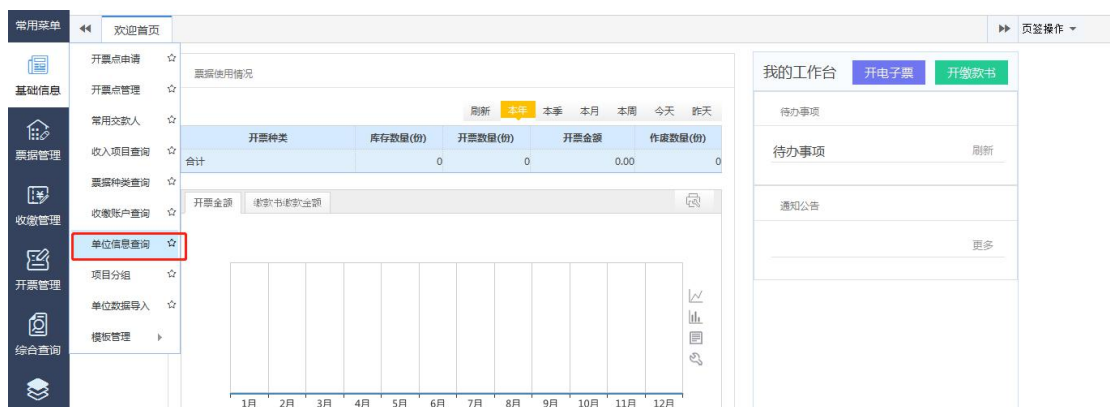 常用菜单 欢迎首页 页签操作
基础信息
票据管理
收缴管理
开票管理
综合查询
开票点申请
开票点管理
常用交款人
收入项目查询
票据种类查询
收缴账户查询
单位信息查询
项目分组
单位数据导入
模板管理
票据使用情况
刷新 本年 本季 本月 本周 今天 昨天
开票种类 库存数量(份) 开票数量(份) 开票金额 作废数量(份)
合计 0 0 0.00 0
开票金额 缴款书缴款金额
1月 2月 3月 4月 5月 6月 7月 8月 9月 10月 11月 12月
我的工作台 开电子票 开缴款书
待办事项
待办事项 刷新
通知公告
更多